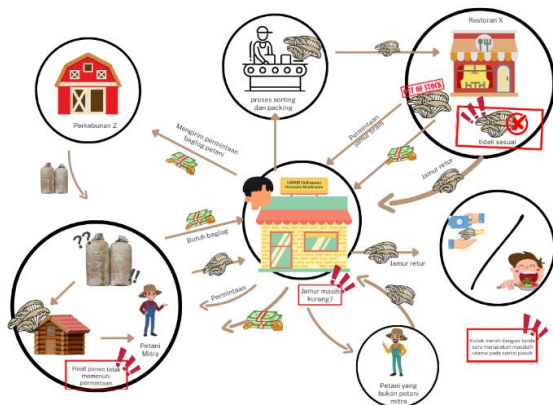 Restoran X
Perkebunan Z
proses sorting
dan packing
OUT OF STOCK
tidak sesuai
Mengirim permintaan
baglog petani
Permintaan
jamur tiram
Jamur retur
Butuh baglog
Jamur retur
Permintaan
Jamur masih
kurang?
??
!!
Petani
Mitra
Hasil panen tidak
memenuhi
permintaan
Petani yang
bukan petani
mitra
Kotak merah dengan tanda
seru merupakan masalah
utama pada rantai pasok